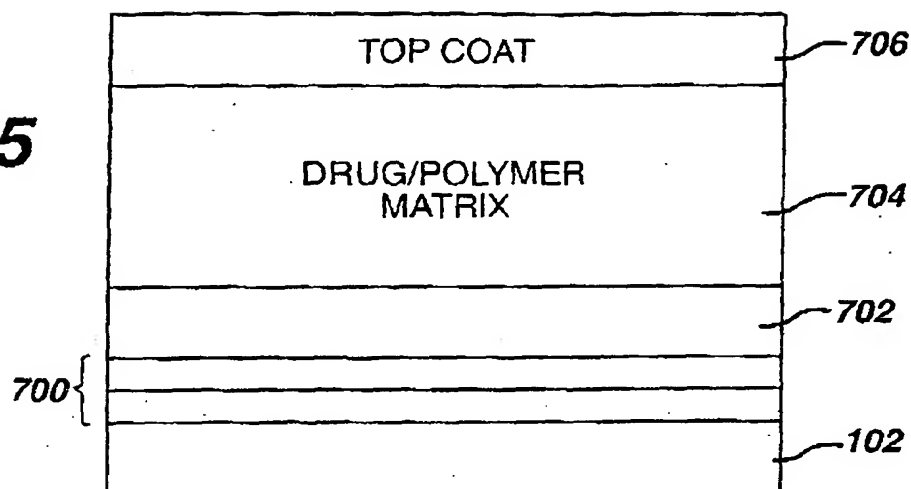 TOP COAT
706
5
DRUG/POLYMER
MATRIX
704
702
700
102